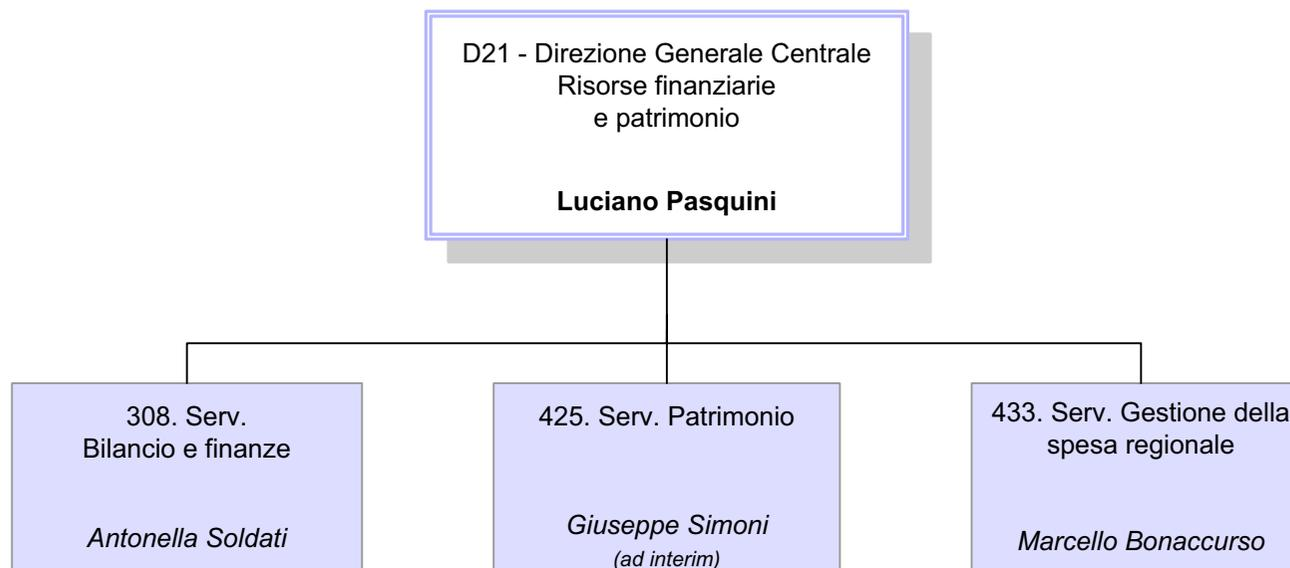 D21 - Direzione Generale Centrale
Risorse finanziarie
e patrimonio
Luciano Pasquini
308. Serv.
Bilancio e finanze
Antonella Soldati
425. Serv. Patrimonio
Giuseppe Simoni
(ad interim)
433. Serv. Gestione della
spesa regionale
Marcello Bonaccurso